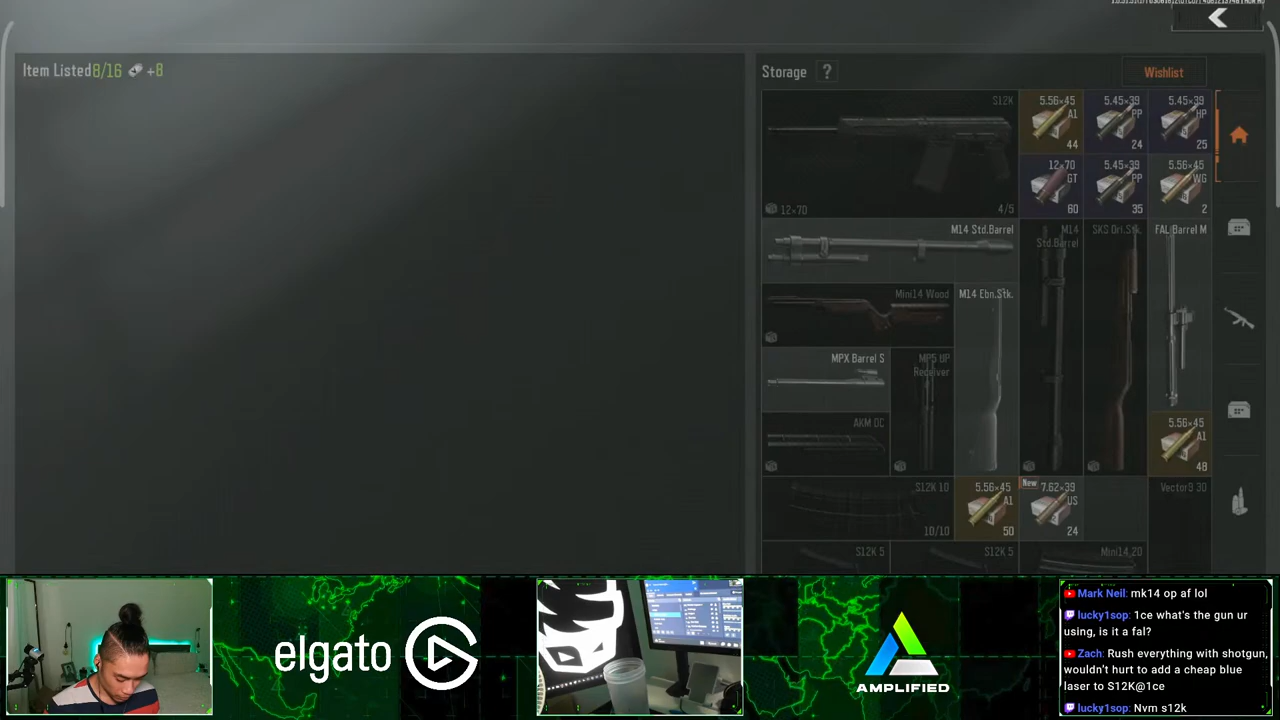 Item Listed 8/16 +8
Storage ?
Wishlist
S12K
12×70
4/5
5.56×45
A1
44
5.45×39
PP
24
5.45×39
HP
25
12×70
GT
60
5.45×39
PP
35
5.56×45
WG
2
M14 Std.Barrel
M14
Std.Barrel
SKS Ori.Stk.
FAL Barrel M
Mini14 Wood
M14 Ebn.Stk.
MPX Barrel S
MP5 UP
Receiver
AKM DC
5.56×45
A1
48
S12K 10
10/10
5.56×45
A1
50
New
7.62×39
US
24
Vector9 30
S12K 5
S12K 5
Mini14 20
elgato
AMPLIFIED
Mark Neil: mk14 op af lol
lucky1sop: 1ce what's the gun ur
using, is it a fal?
Zach: Rush everything with shotgun,
wouldn't hurt to add a cheap blue
laser to S12K@1ce
lucky1sop: Nvm s12k